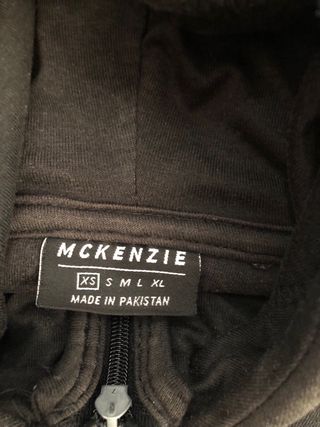 MCKENZIE
XS S M L XL
MADE IN PAKISTAN